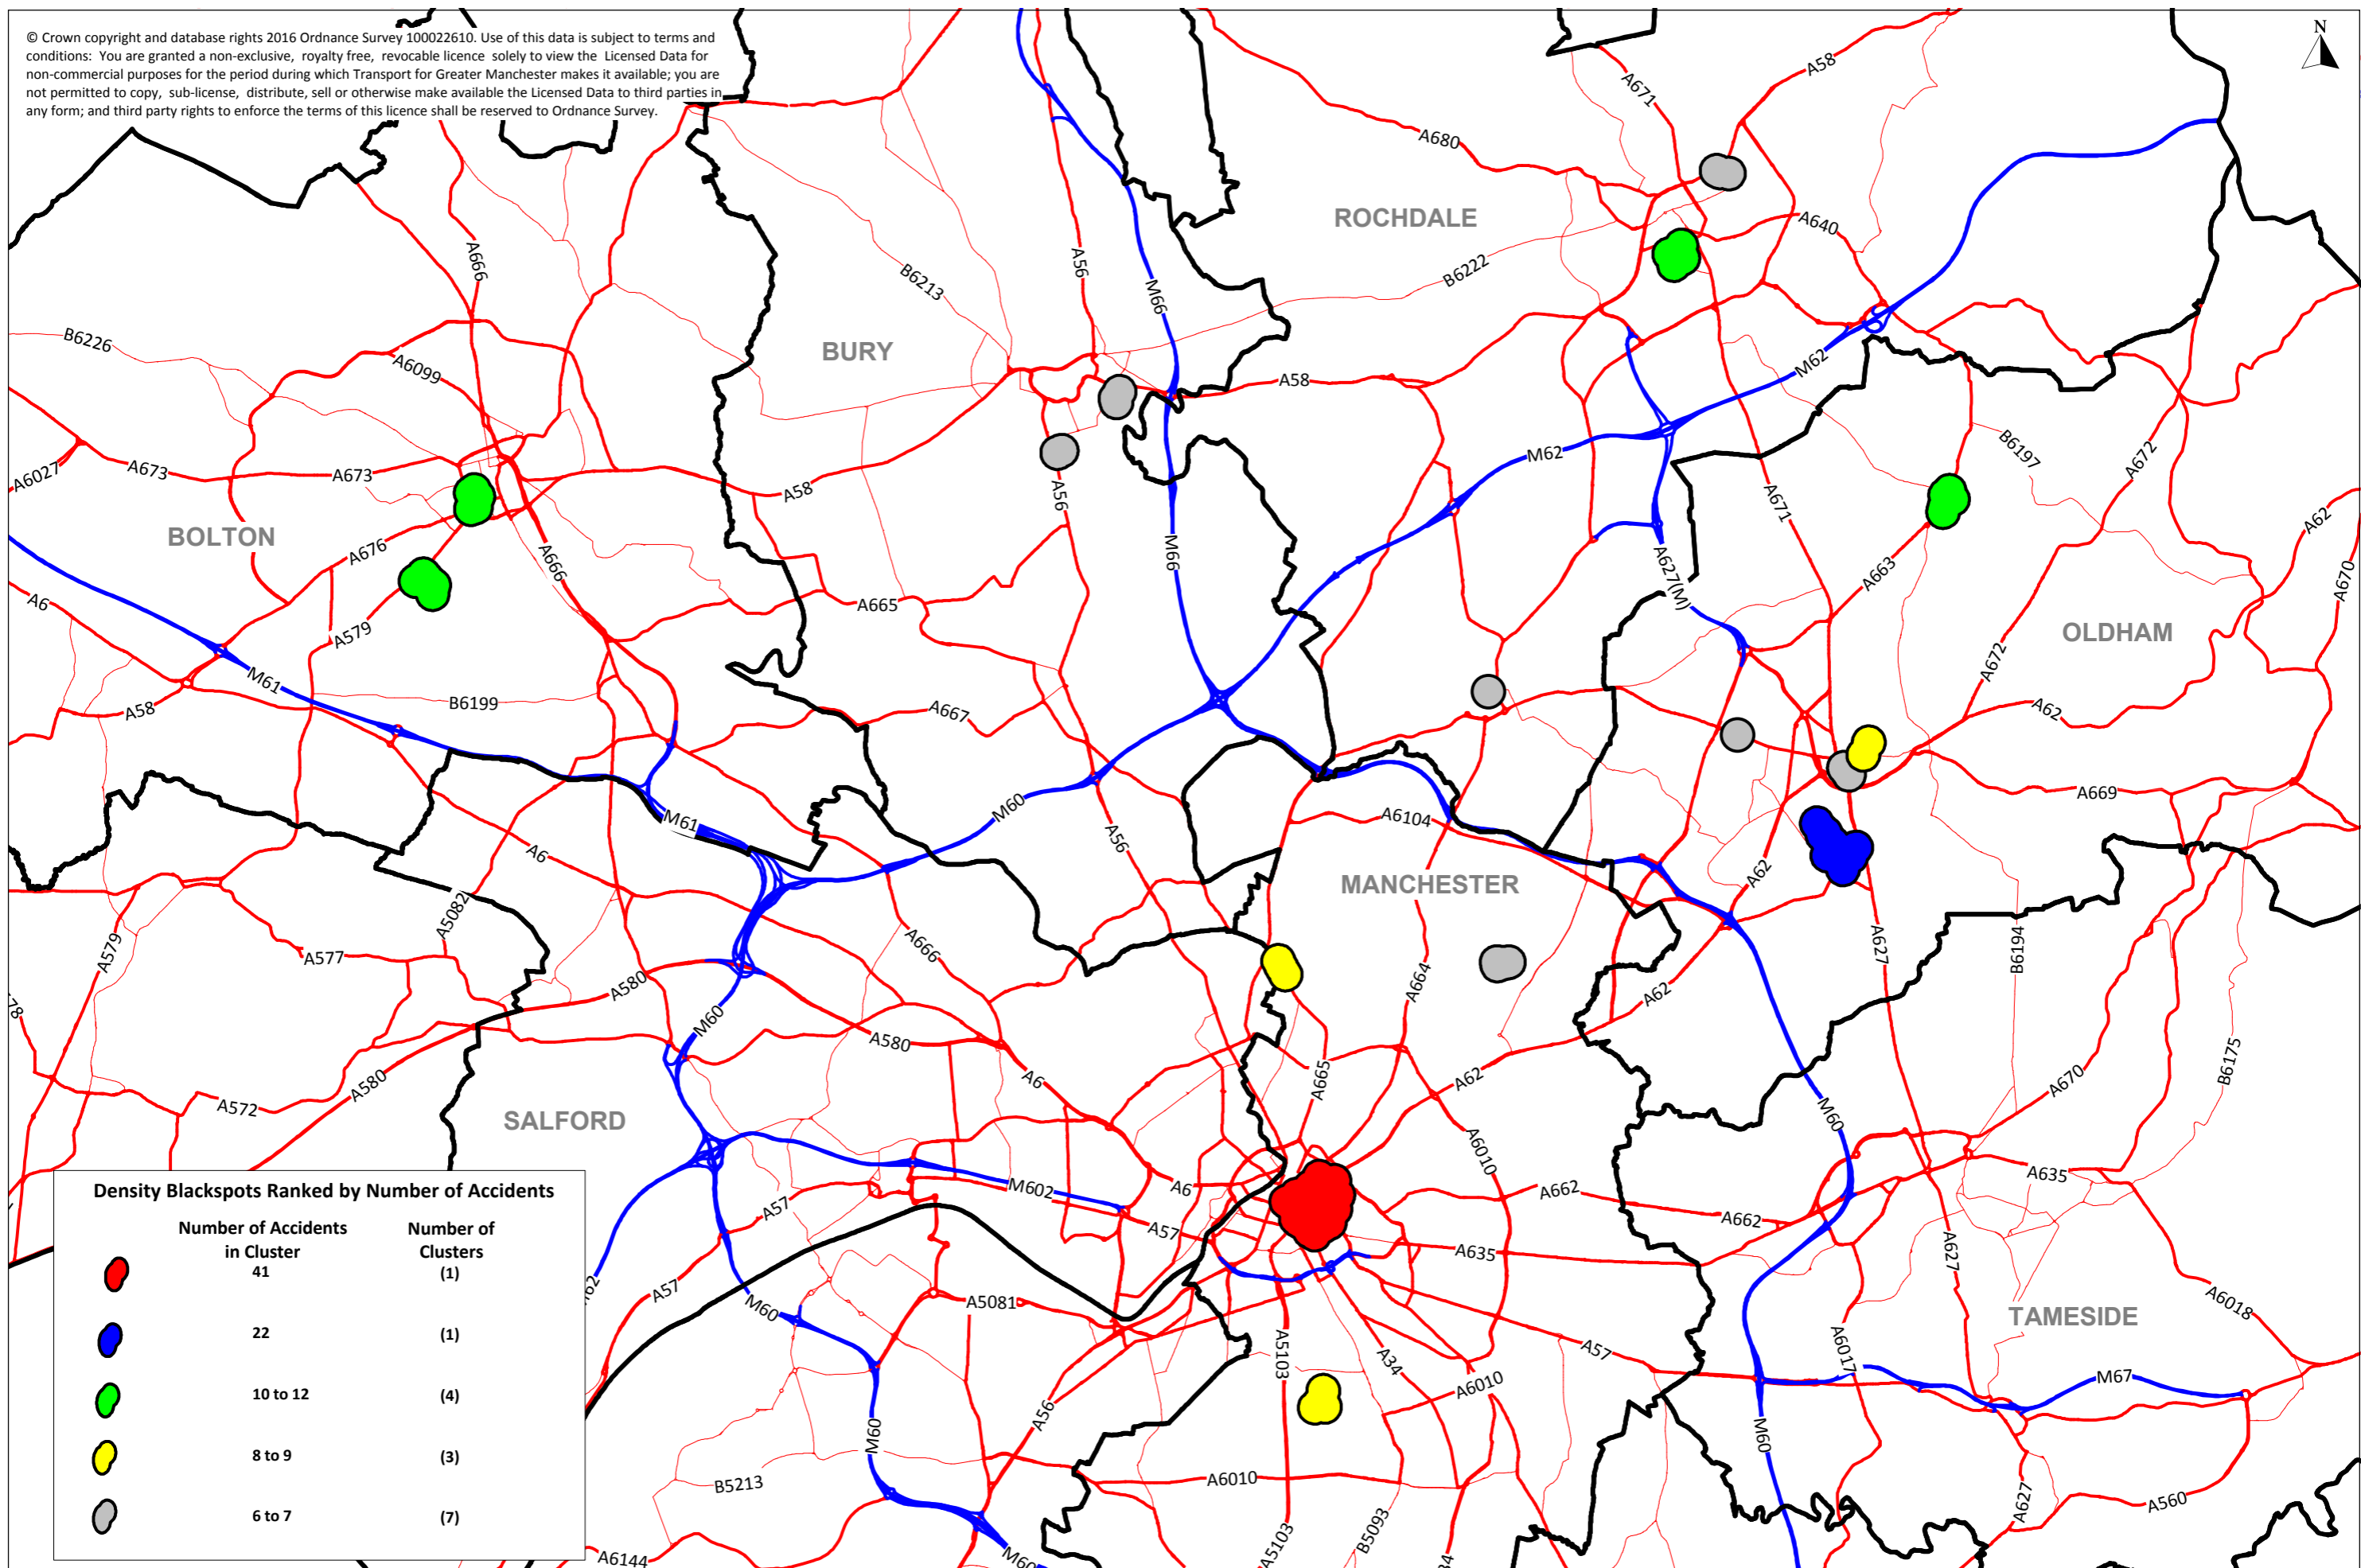 © Crown copyright and database rights 2016 Ordnance Survey 100022610. Use of this data is subject to terms and
conditions: You are granted a non-exclusive, royalty free, revocable licence solely to view the Licensed Data for
non-commercial purposes for the period during which Transport for Greater Manchester makes it available; you are
not permitted to copy, sub-license, distribute, sell or otherwise make available the Licensed Data to third parties in
any form; and third party rights to enforce the terms of this licence shall be reserved to Ordnance Survey.
N
A58
A671
A680
ROCHDALE
A640
A666
A56
B6213
M66
B6222
B6226
BURY
A6099
A58
M62
A673
A673
A6027
A58
A56
M62
B6197
A672
A671
A62
BOLTON
A676
A666
M66
A627(M)
A663
A670
A6
A579
A665
OLDHAM
M61
A672
A58
B6199
A667
A62
M60
A669
M61
A56
A6104
A6
MANCHESTER
A62
A5082
A579
A577
A666
A664
A627
B6194
A580
A62
M60
A580
A6
A665
A62
B6175
A670
A580
A572
SALFORD
M60
A6010
A635
M602
A6
A662
A662
A57
A57
A635
A627
A57
M60
A5081
A6018
TAMESIDE
A5103
A34
A57
A6017
M67
A6010
A56
M60
M60
B5213
A6010
A627
A560
A5103
B5093
A6144
M60
Density Blackspots Ranked by Number of Accidents
Number of Accidents
in Cluster
Number of
Clusters
41 (1)
22 (1)
10 to 12 (4)
8 to 9 (3)
6 to 7 (7)